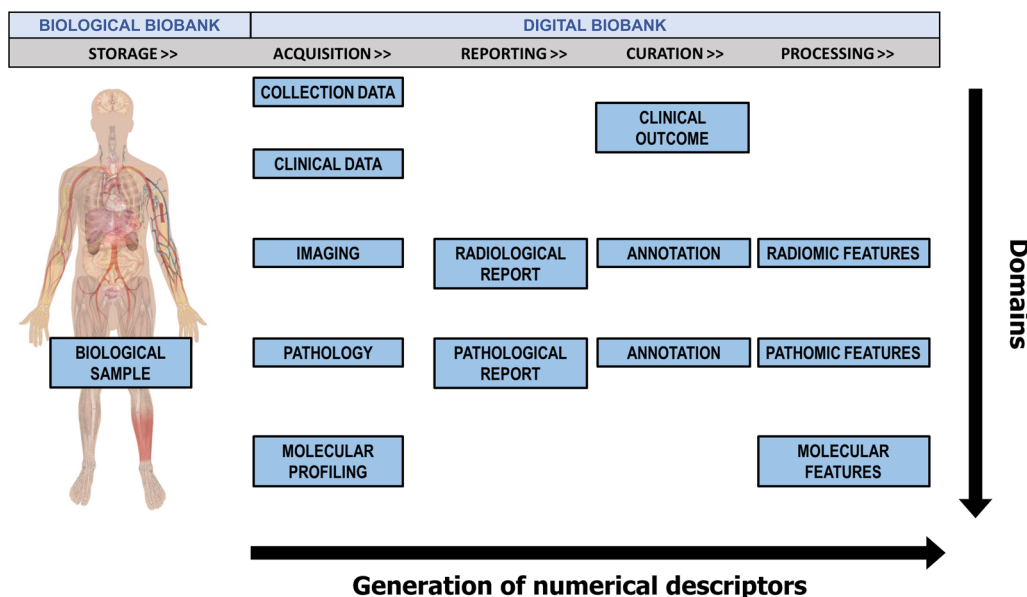 BIOLOGICAL BIOBANK
DIGITAL BIOBANK
STORAGE >>
ACQUISITION >>
REPORTING >>
CURATION >>
PROCESSING >>
COLLECTION DATA
CLINICAL
OUTCOME
CLINICAL DATA
IMAGING
RADIOLOGICAL
REPORT
ANNOTATION
RADIOMIC FEATURES
BIOLOGICAL
SAMPLE
PATHOLOGY
PATHOLOGICAL
REPORT
ANNOTATION
PATHOMIC FEATURES
MOLECULAR
PROFILING
MOLECULAR
FEATURES
Domains
Generation of numerical descriptors